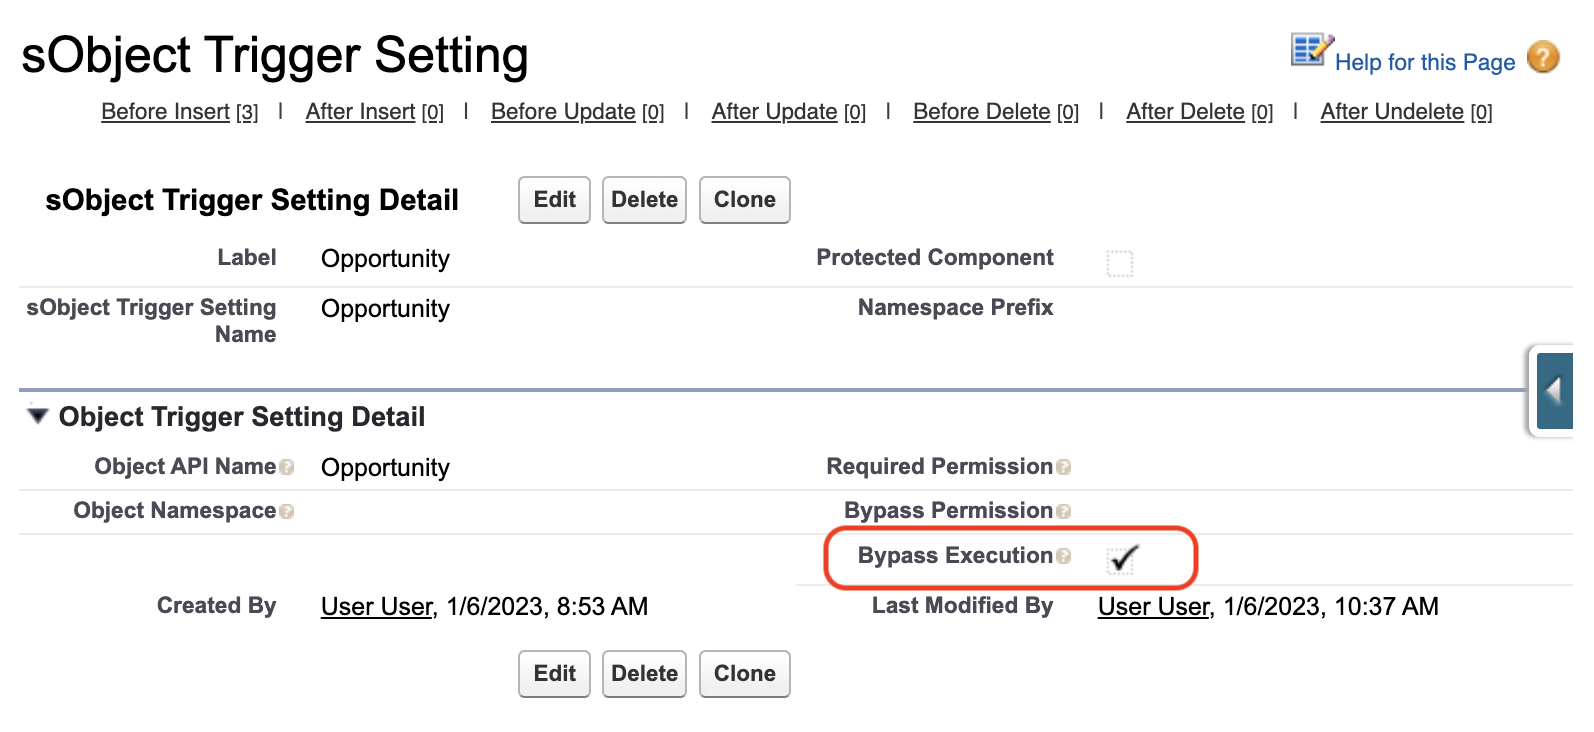 sObject Trigger Setting
Help for this Page ?
Before Insert [3] | After Insert [0] | Before Update [0] | After Update [0] | Before Delete [0] | After Delete [0] | After Undelete [0]
sObject Trigger Setting Detail Edit Delete Clone
Label Opportunity Protected Component
sObject Trigger Setting Name Opportunity Namespace Prefix
Object Trigger Setting Detail
Object API Name ? Opportunity Required Permission ?
Object Namespace ? Bypass Permission ?
Bypass Execution ?
Created By User User, 1/6/2023, 8:53 AM Last Modified By User User, 1/6/2023, 10:37 AM
Edit Delete Clone